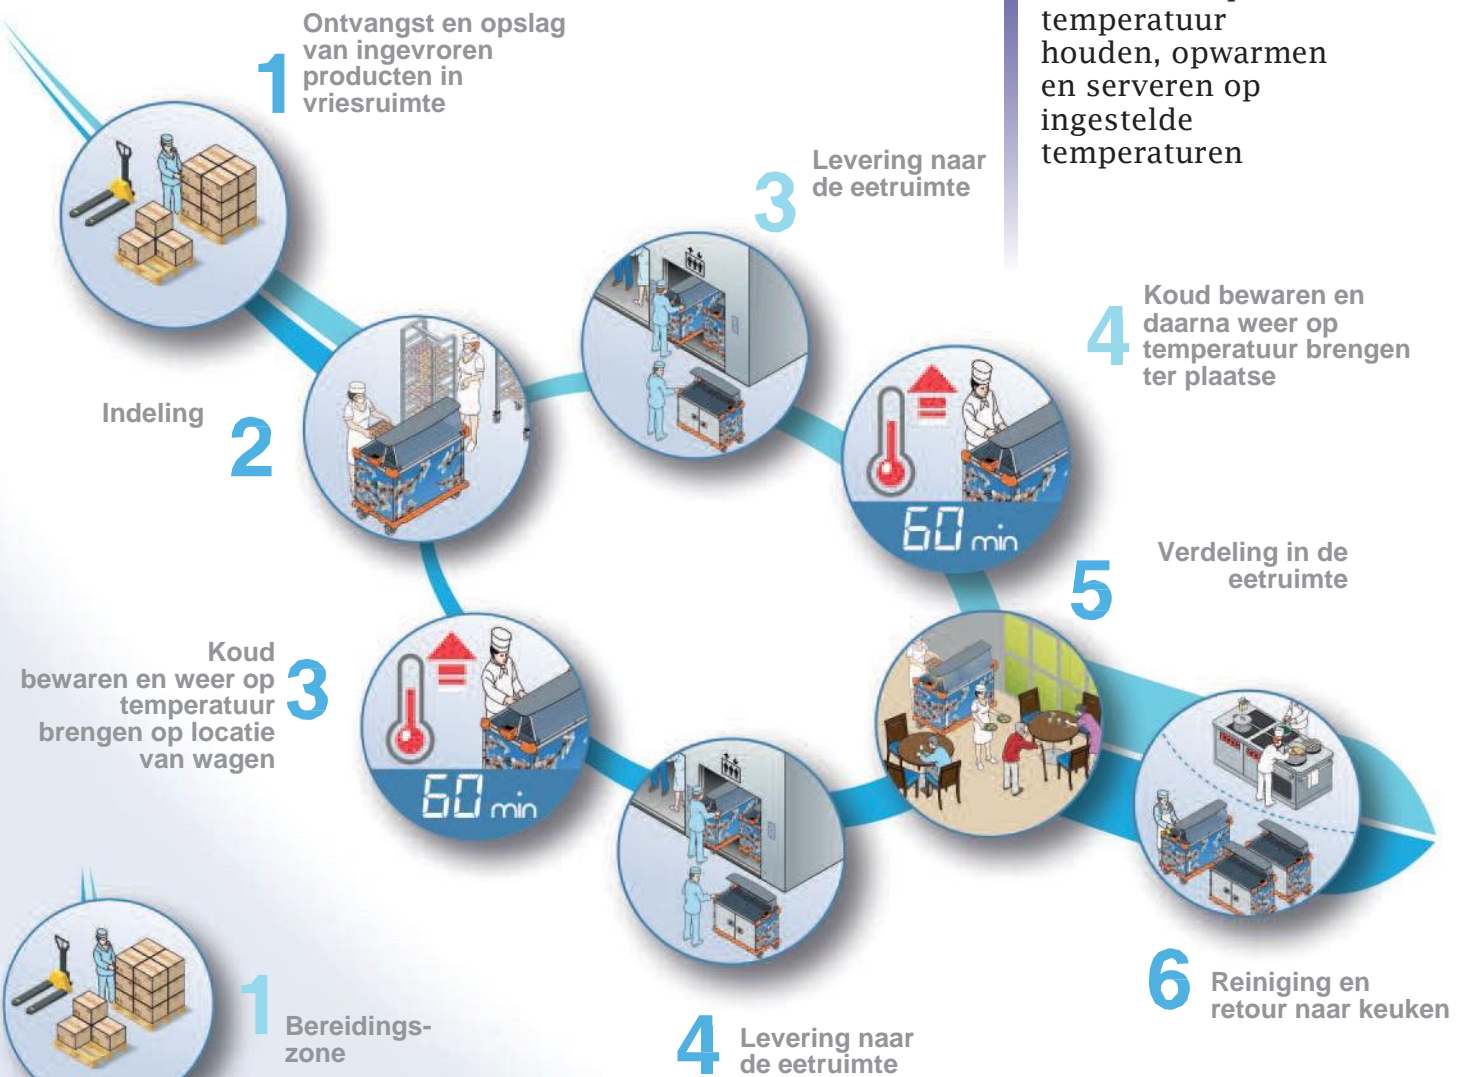 temperatuur
houden, opwarmen
en serveren op
ingestelde
temperaturen
1
Ontvangst en opslag
van ingevroren
producten in
vriesruimte
Indeling
2
3
Levering naar
de eetruimte
4
Koud bewaren en
daarna weer op
temperatuur brengen
ter plaatse
60 min
Koud
bewaren en weer op
temperatuur
brengen op locatie
van wagen
3
60 min
4
Levering naar
de eetruimte
5
Verdeling in de
eetruimte
6
Reiniging en
retour naar keuken
1
Bereidings-
zone